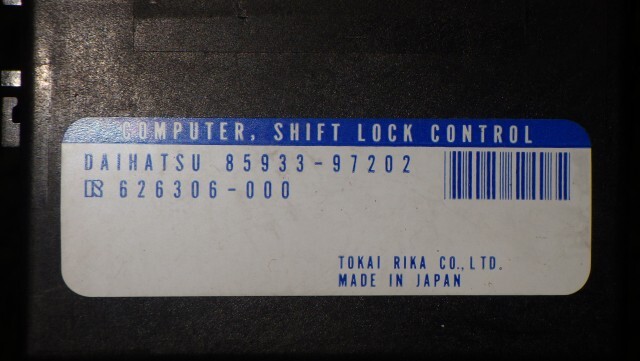 COMPUTER, SHIFT LOCK CONTROL
DAIHATSU 85933-97202
626306-000
TOKAI RIKA CO.,LTD.
MADE IN JAPAN